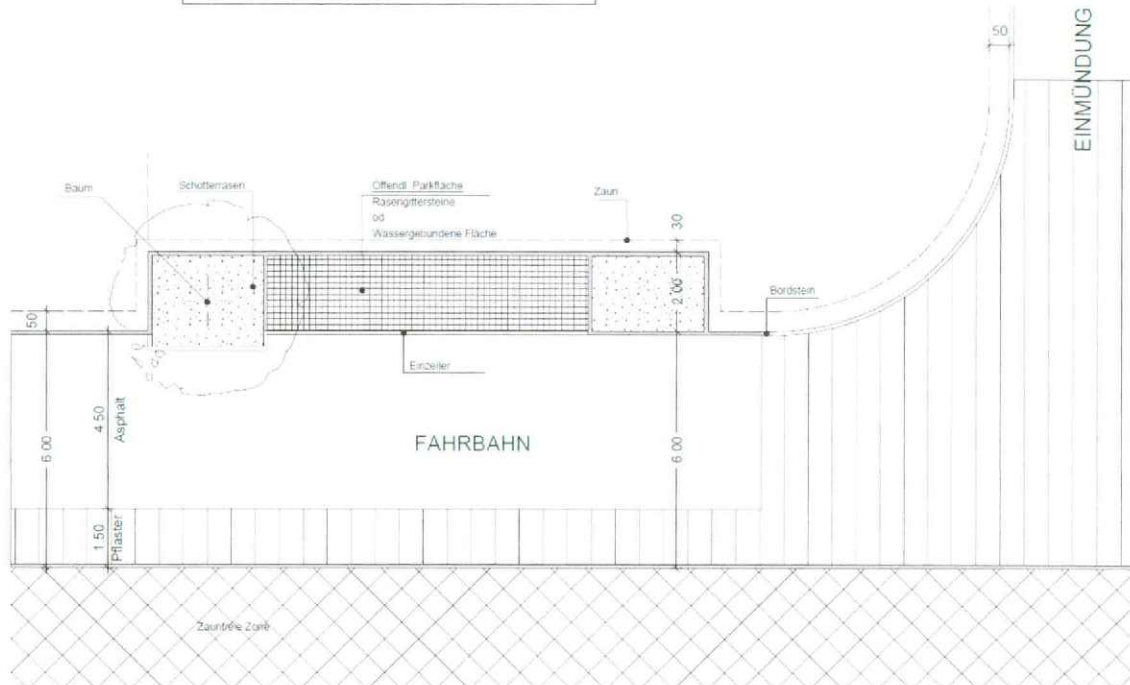 50
EINMÜNDUNG
Baum
Schotterrasen
Öffendl. Parkfläche
Rasengittersteine
od
Wassergebundene Fläche
Zaun
30
2.00
Bordstein
50
Einzeiler
4.50
Asphalt
6.00
FAHRBAHN
6.00
1.50
Pflaster
Zaunfreie Zone